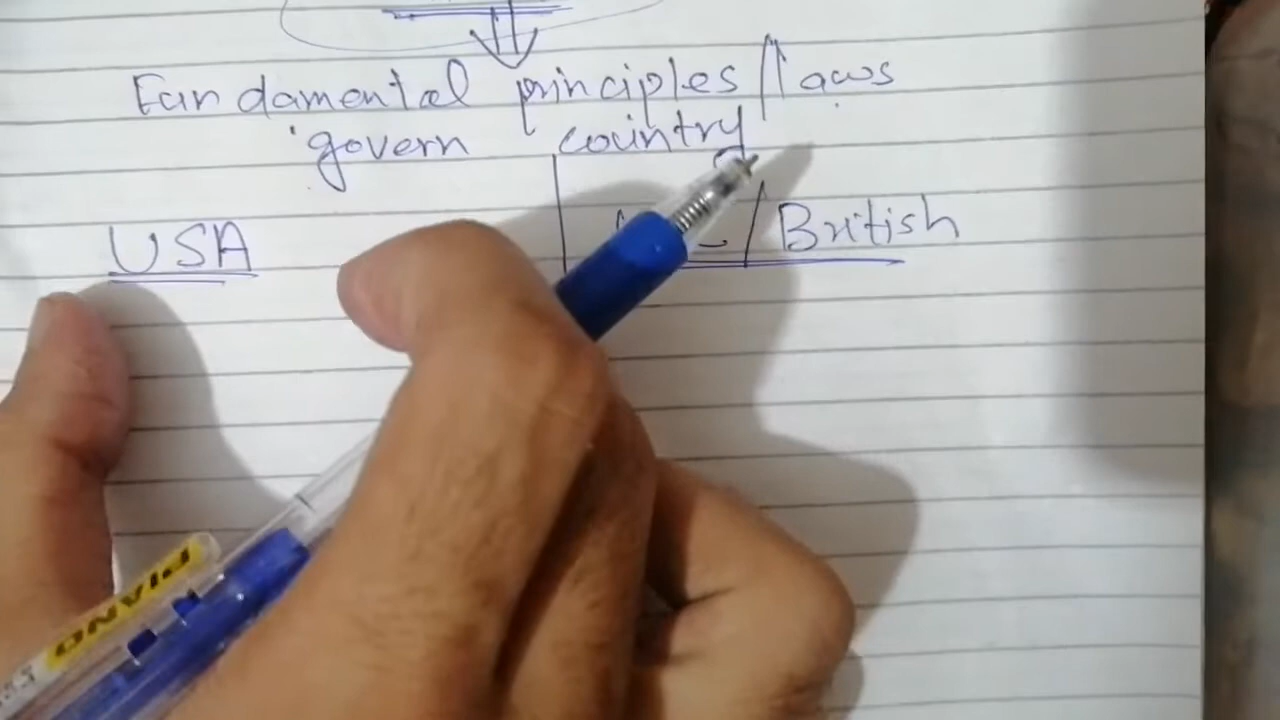 Fundamental principles / laws
govern country
USA
/ British
PIANO